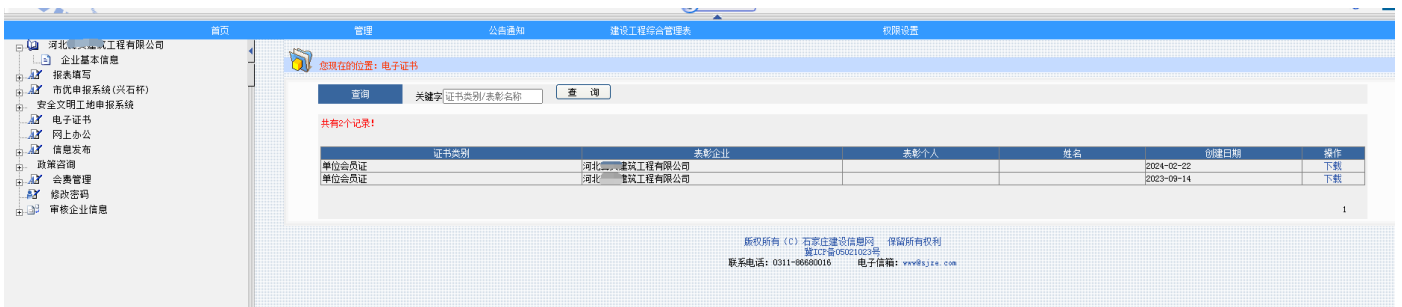 首页 管理 公告通知 建设工程综合管理表 权限设置
河北 建筑工程有限公司
企业基本信息
报表填写
市优申报系统(兴石杯)
安全文明工地申报系统
电子证书
网上办公
信息发布
政策咨询
会费管理
修改密码
审核企业信息
您现在的位置: 电子证书
查询 关键字 证书类别/表彰名称 查 询
共有2个记录!
证书类别 表彰企业 表彰个人 姓名 创建日期 操作
单位会员证 河北 建筑工程有限公司 2024-02-22 下载
单位会员证 河北 建筑工程有限公司 2023-09-14 下载
1
版权所有 (C) 石家庄建设信息网 保留所有权利
冀ICP备05021023号
联系电话: 0311-86680016 电子信箱: www@sjze.com